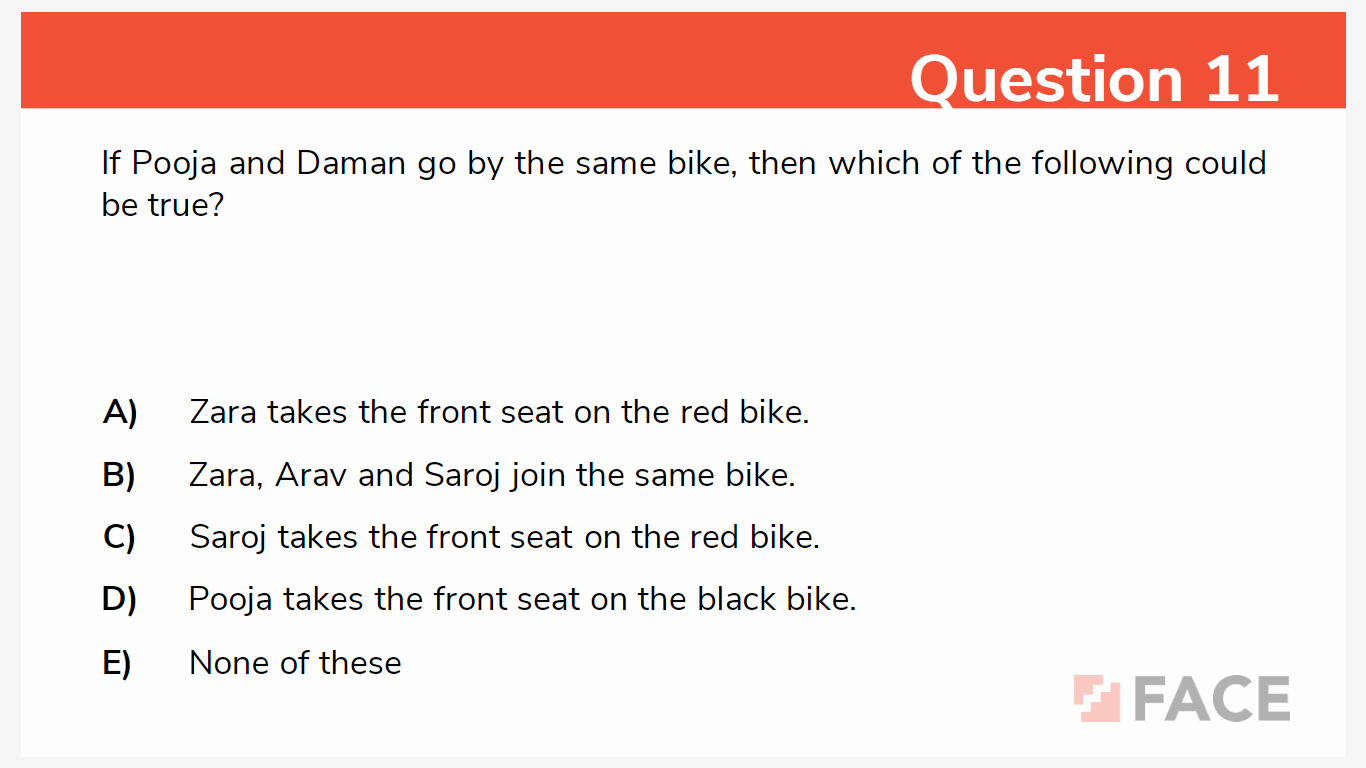 Question 11
If Pooja and Daman go by the same bike, then which of the following could
be true?
A) Zara takes the front seat on the red bike.
B) Zara, Arav and Saroj join the same bike.
C) Saroj takes the front seat on the red bike.
D) Pooja takes the front seat on the black bike.
E) None of these
FACE